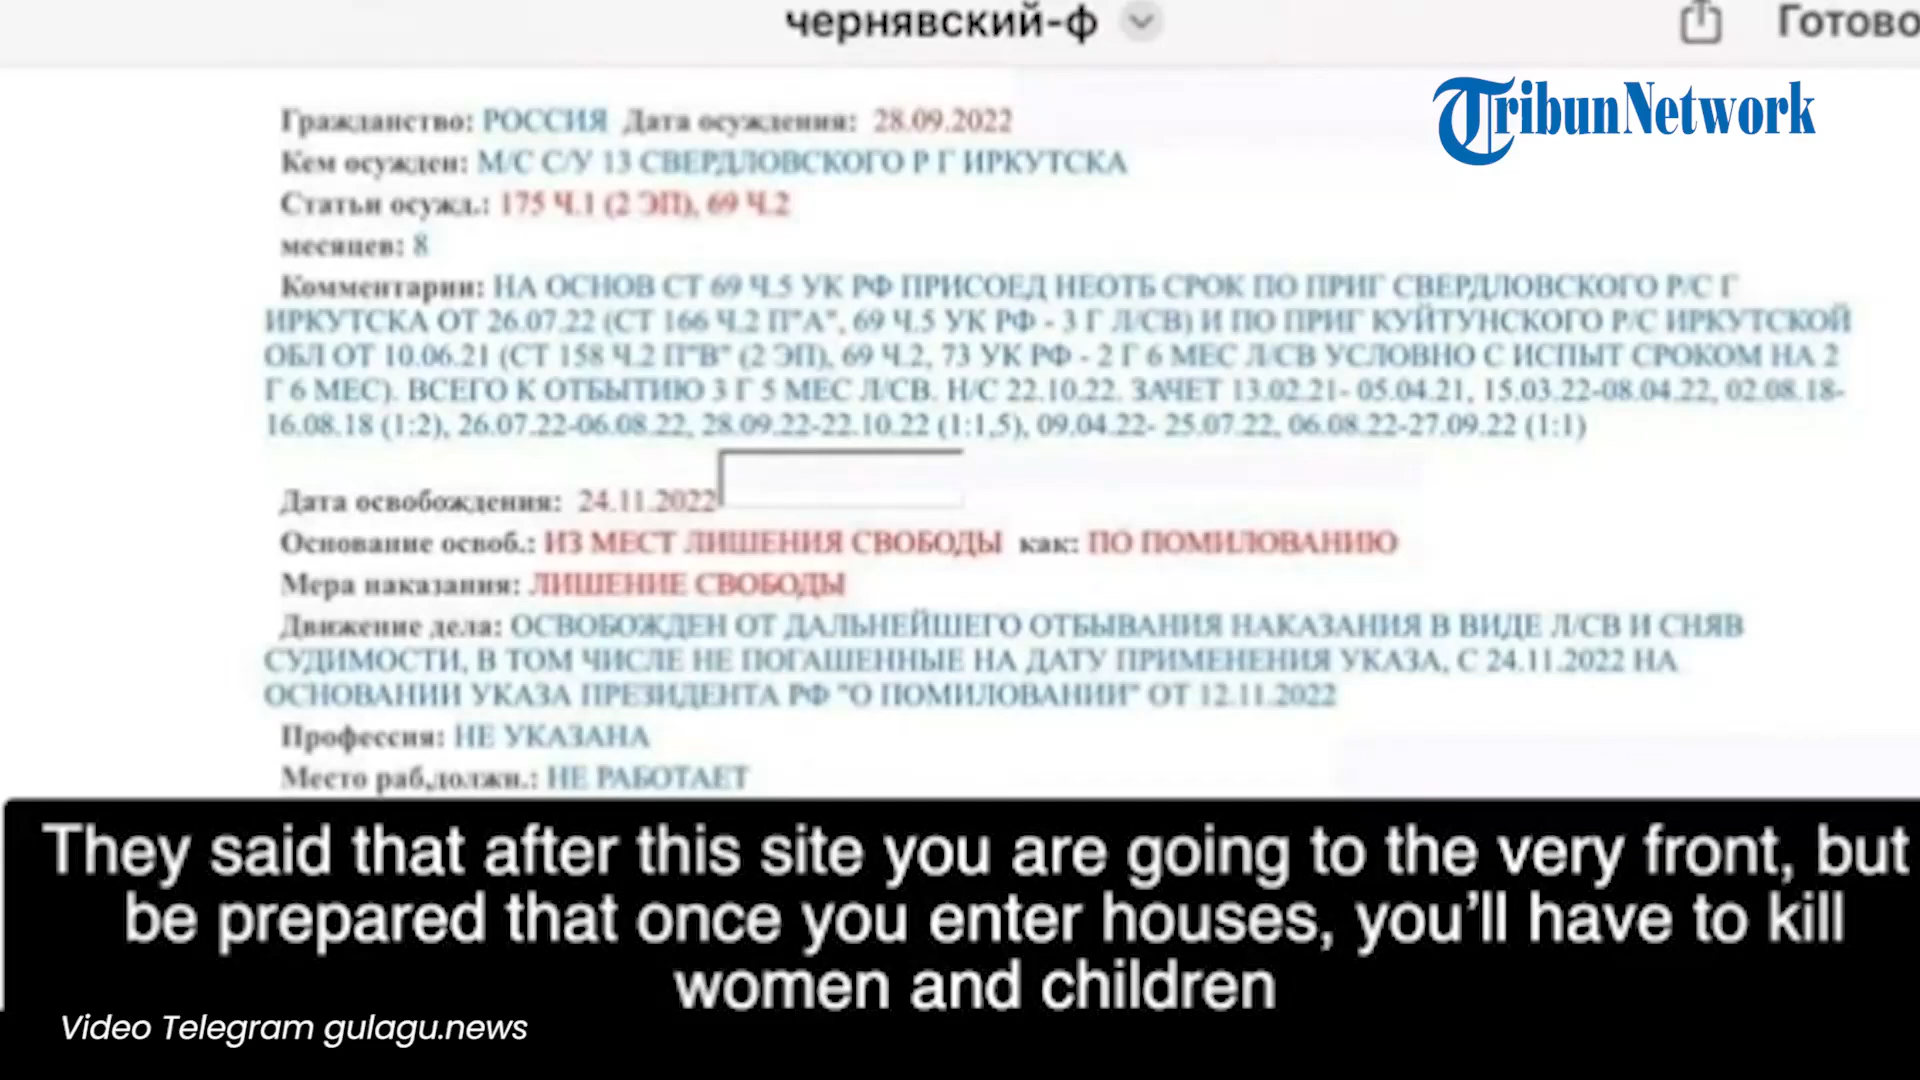 чернявский-ф
Готово
TribunNetwork
Гражданство: РОССИЯ Дата осуждения: 28.09.2022
Кем осужден: М/С С/У 13 СВЕРДЛОВСКОГО Р Г ИРКУТСКА
Статьи осужд.: 175 Ч.1 (2 ЭП), 69 Ч.2
месяцев: 8
Комментарии: НА ОСНОВ СТ 69 Ч.5 УК РФ ПРИСОЕД НЕОТБ СРОК ПО ПРИГ СВЕРДЛОВСКОГО Р/С Г
ИРКУТСКА ОТ 26.07.22 (СТ 166 Ч.2 П"А", 69 Ч.5 УК РФ - 3 Г Л/СВ) И ПО ПРИГ КУЙТУНСКОГО Р/С ИРКУТСКОЙ
ОБЛ ОТ 10.06.21 (СТ 158 Ч.2 П"В" (2 ЭП), 69 Ч.2, 73 УК РФ - 2 Г 6 МЕС Л/СВ УСЛОВНО С ИСПЫТ СРОКОМ НА 2
Г 6 МЕС). ВСЕГО К ОТБЫТИЮ 3 Г 5 МЕС Л/СВ. Н/С 22.10.22. ЗАЧЕТ 13.02.21- 05.04.21, 15.03.22-08.04.22, 02.08.18-
16.08.18 (1:2), 26.07.22-06.08.22, 28.09.22-22.10.22 (1:1,5), 09.04.22- 25.07.22, 06.08.22-27.09.22 (1:1)
Дата освобождения: 24.11.2022
Основание освоб.: ИЗ МЕСТ ЛИШЕНИЯ СВОБОДЫ как: ПО ПОМИЛОВАНИЮ
Мера наказания: ЛИШЕНИЕ СВОБОДЫ
Движение дела: ОСВОБОЖДЕН ОТ ДАЛЬНЕЙШЕГО ОТБЫВАНИЯ НАКАЗАНИЯ В ВИДЕ Л/СВ И СНЯВ
СУДИМОСТИ, В ТОМ ЧИСЛЕ НЕ ПОГАШЕННЫЕ НА ДАТУ ПРИМЕНЕНИЯ УКАЗА, С 24.11.2022 НА
ОСНОВАНИИ УКАЗА ПРЕЗИДЕНТА РФ "О ПОМИЛОВАНИИ" ОТ 12.11.2022
Профессия: НЕ УКАЗАНА
Место раб,должн.: НЕ РАБОТАЕТ
They said that after this site you are going to the very front, but
be prepared that once you enter houses, you'll have to kill
women and children
Video Telegram gulagu.news